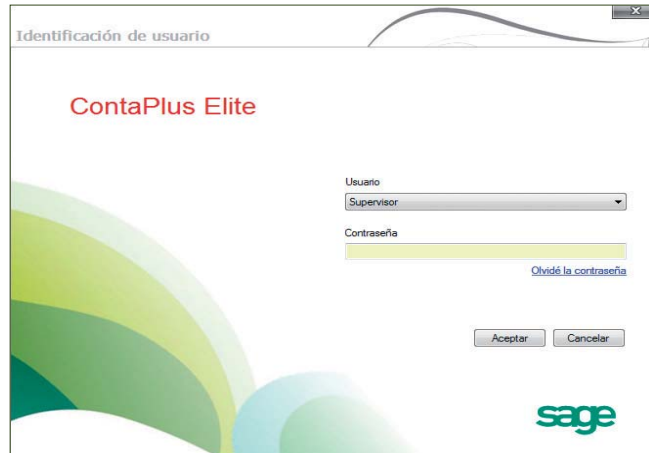 Identificación de usuario
ContaPlus Elite
Usuario
Supervisor
Contraseña
Olvidé la contraseña
Aceptar
Cancelar
sage